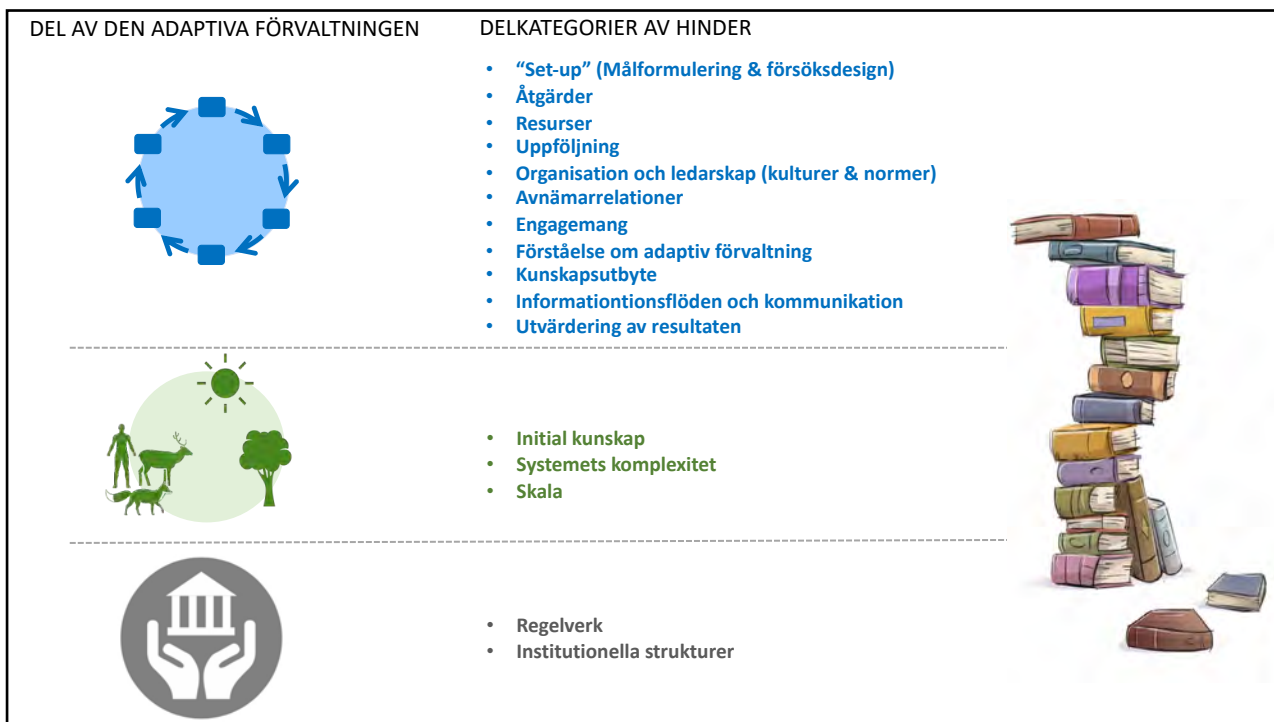 DEL AV DEN ADAPTIVA FÖRVALTNINGEN
DELKATEGORIER AV HINDER
• “Set-up” (Målformulering & försöksdesign)
• Åtgärder
• Resurser
• Uppföljning
• Organisation och ledarskap (kulturer & normer)
• Avnämarrelationer
• Engagemang
• Förståelse om adaptiv förvaltning
• Kunskapsutbyte
• Informationtionsflöden och kommunikation
• Utvärdering av resultaten
• Initial kunskap
• Systemets komplexitet
• Skala
• Regelverk
• Institutionella strukturer